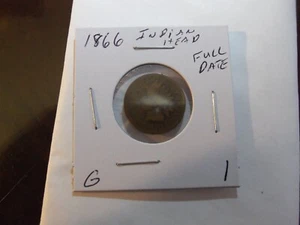 1866 INDIAN HEAD
FULL DATE
G
1